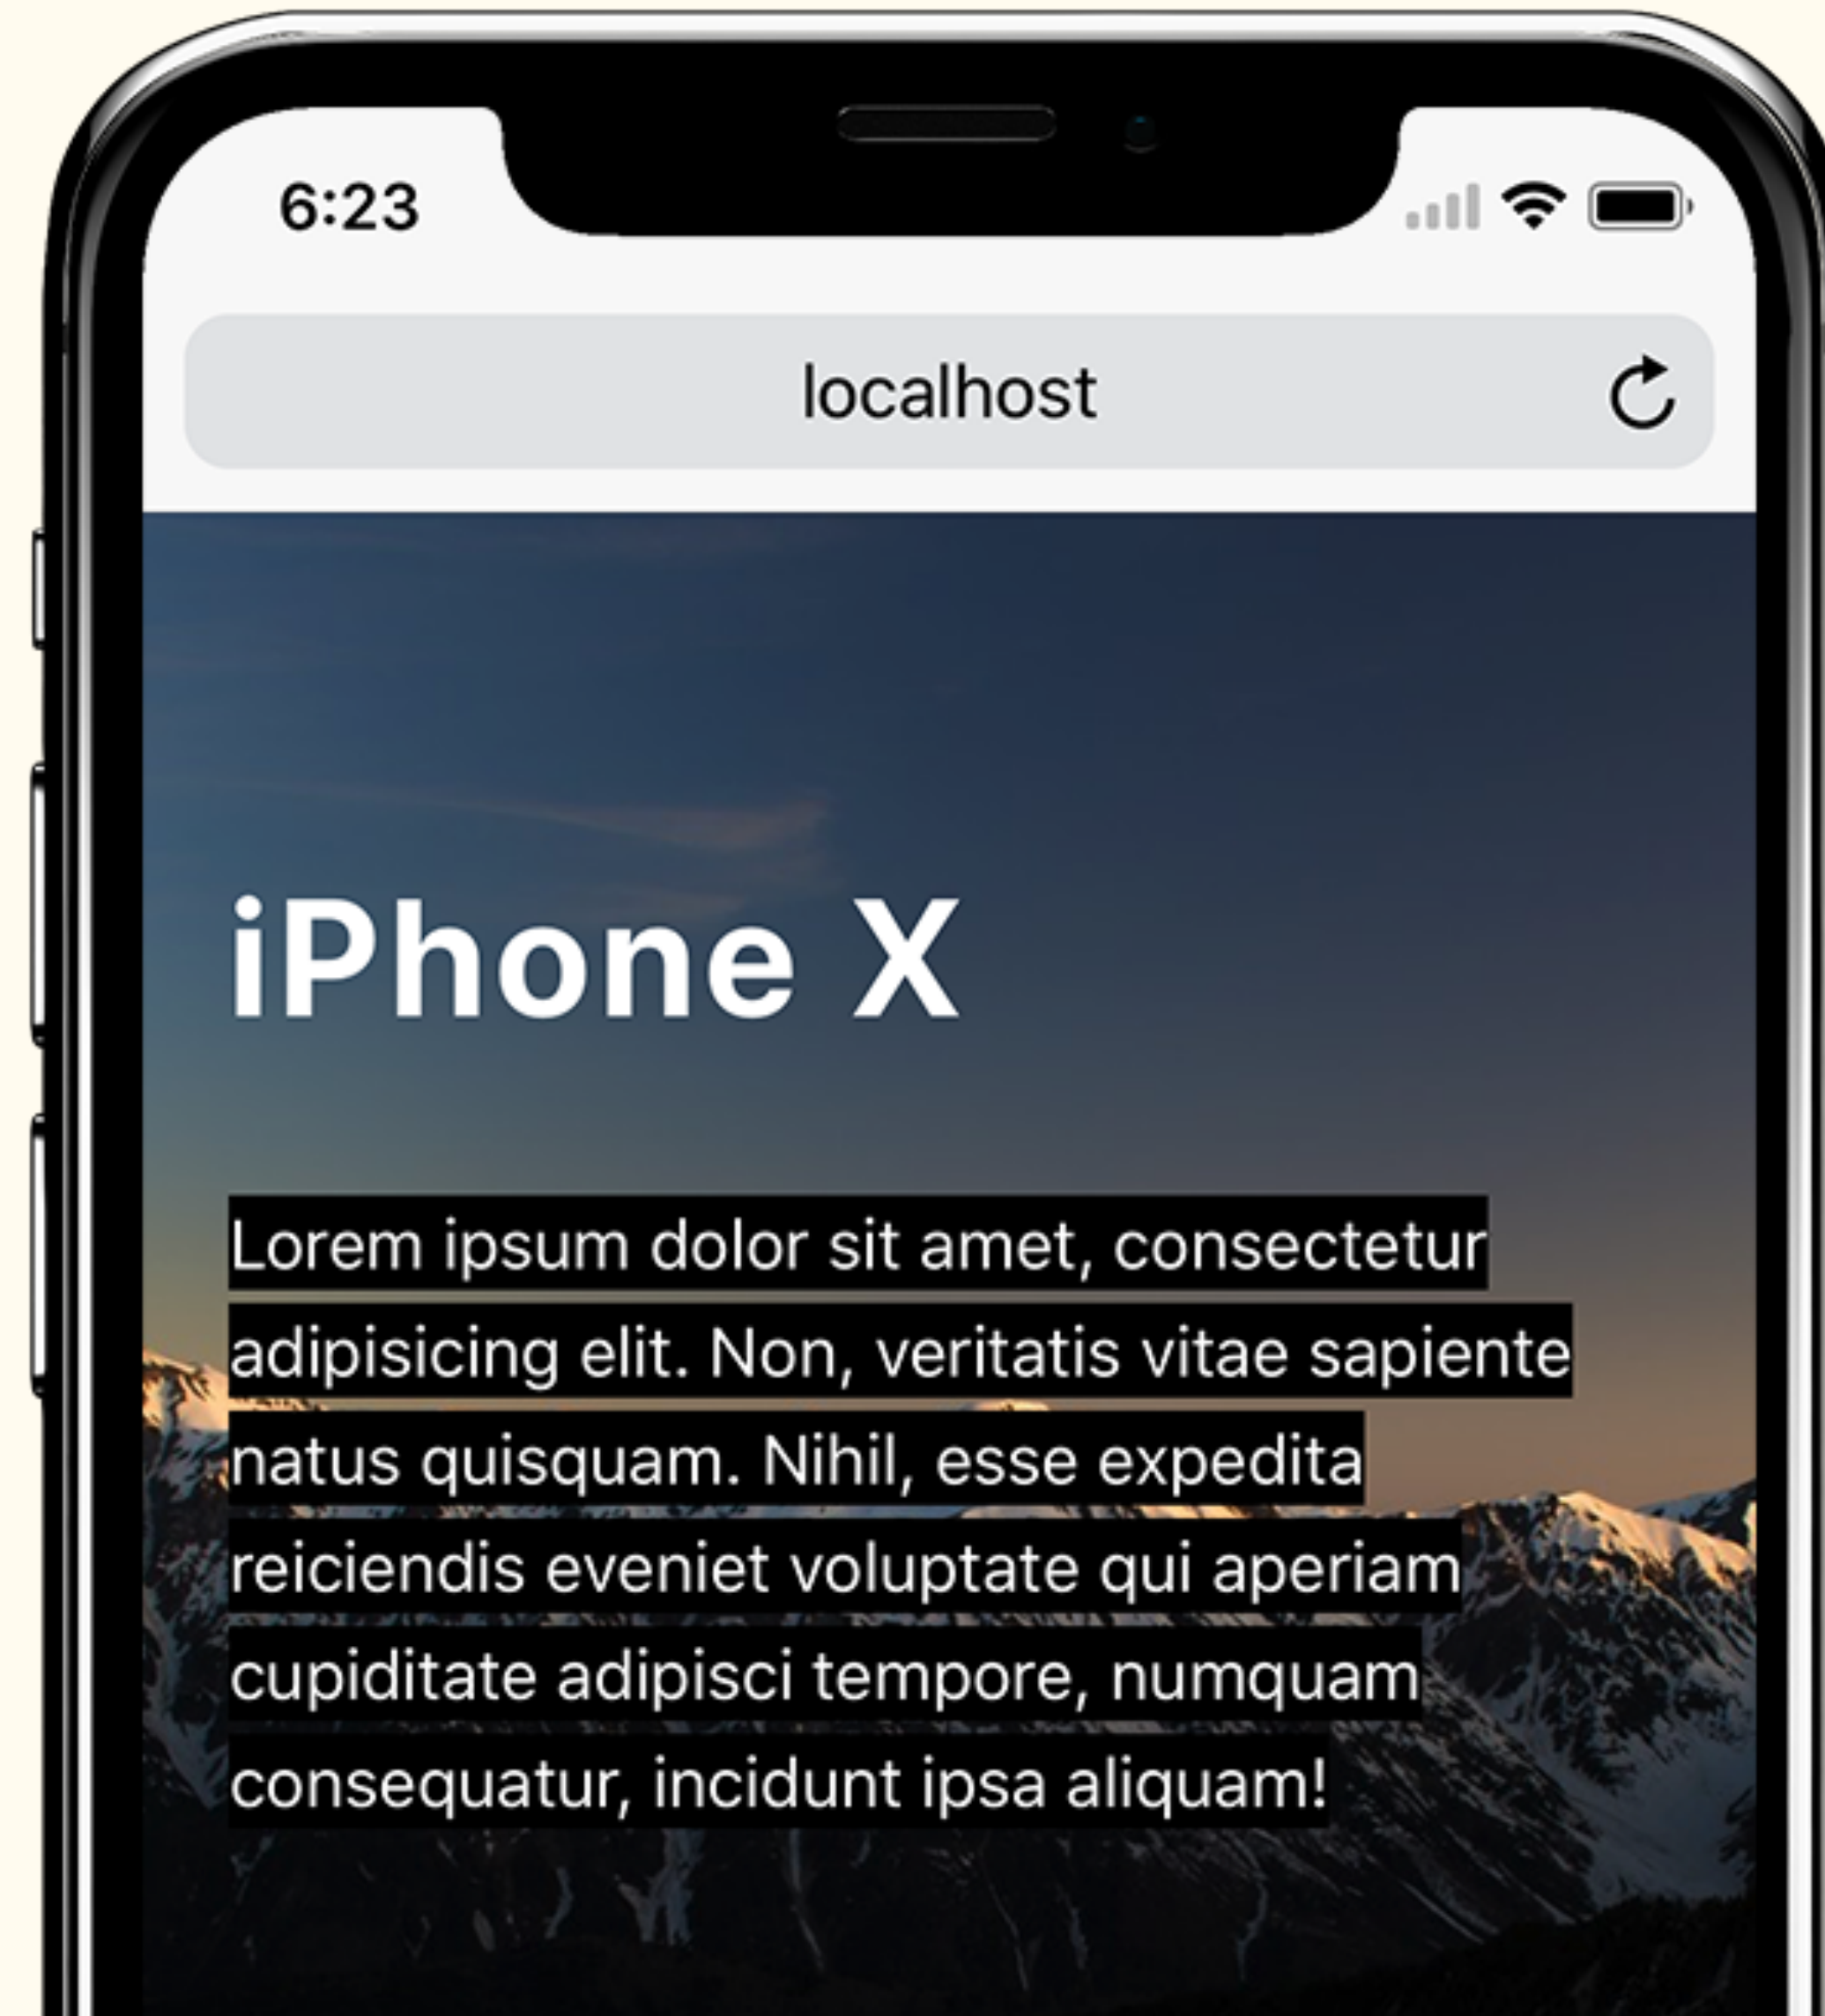 6:23
localhost
iPhone X
Lorem ipsum dolor sit amet, consectetur
adipisicing elit. Non, veritatis vitae sapiente
natus quisquam. Nihil, esse expedita
reiciendis eveniet voluptate qui aperiam
cupiditate adipisci tempore, numquam
consequatur, incidunt ipsa aliquam!